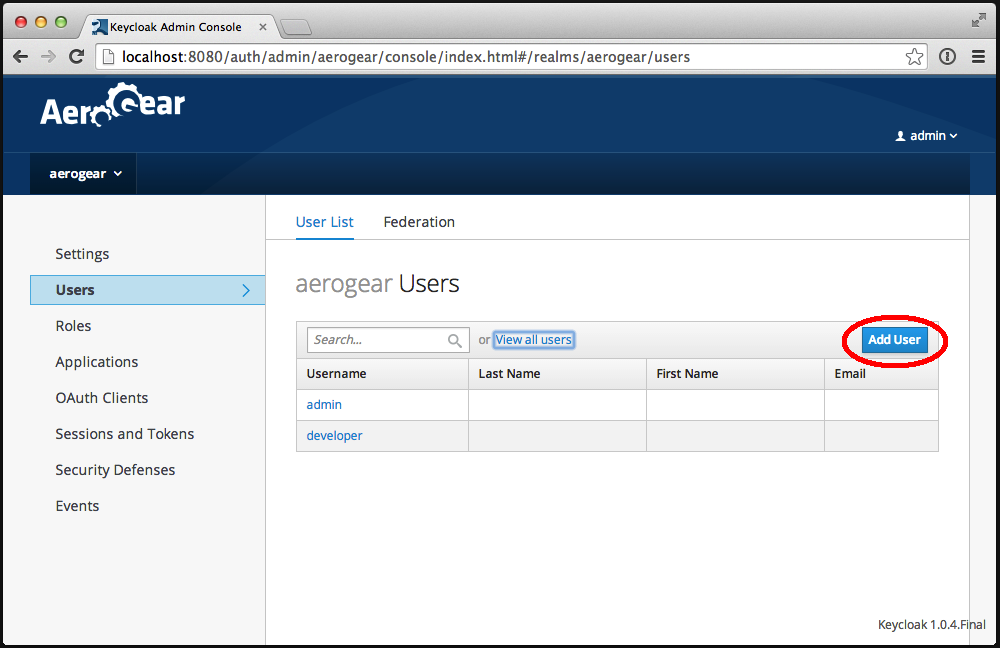 Keycloak Admin Console
localhost:8080/auth/admin/aerogear/console/index.html#/realms/aerogear/users
AeroGear
admin
aerogear
User List Federation
Settings
Users
Roles
Applications
OAuth Clients
Sessions and Tokens
Security Defenses
Events
aerogear Users
Search... or View all users Add User
Username Last Name First Name Email
admin
developer
Keycloak 1.0.4.Final